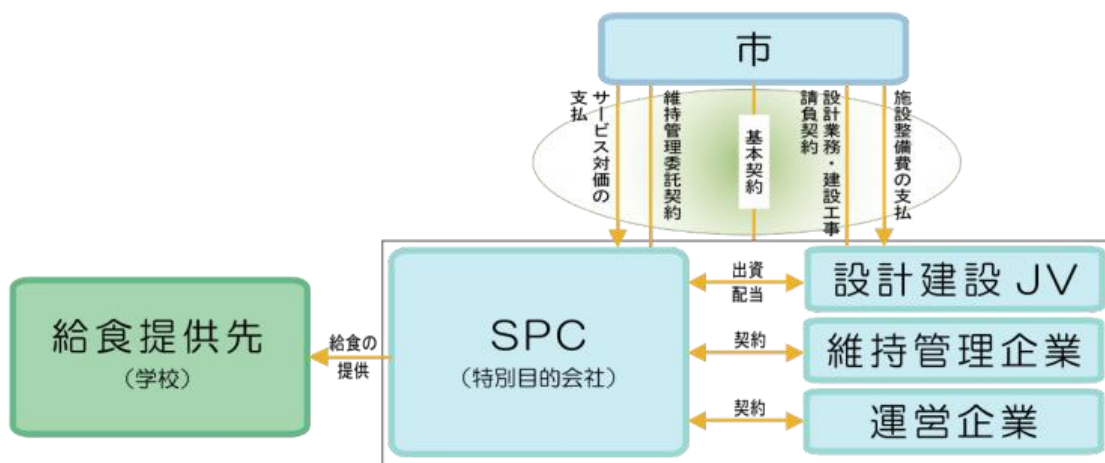 市
サービス対価の
支払
維持管理委託契約
基本契約
設計業務・建設工事
請負契約
施設整備費の支払
給食提供先
（学校）
給食の
提供
SPC
（特別目的会社）
出資
配当
設計建設 JV
契約
維持管理企業
契約
運営企業